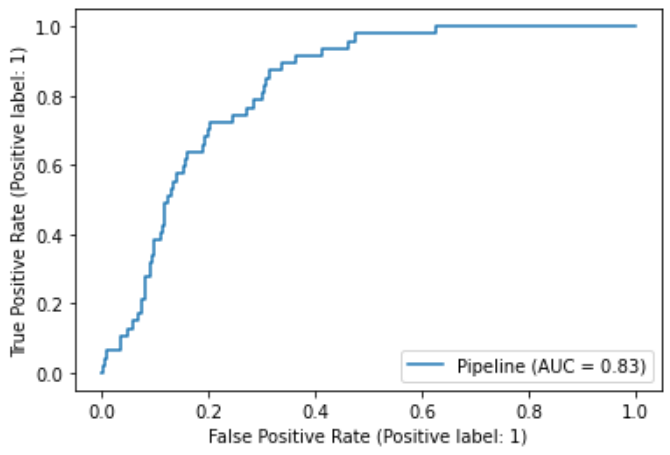 True Positive Rate (Positive label: 1)
1.0
0.8
0.6
0.4
0.2
0.0
Pipeline (AUC = 0.83)
0.0 0.2 0.4 0.6 0.8 1.0
False Positive Rate (Positive label: 1)